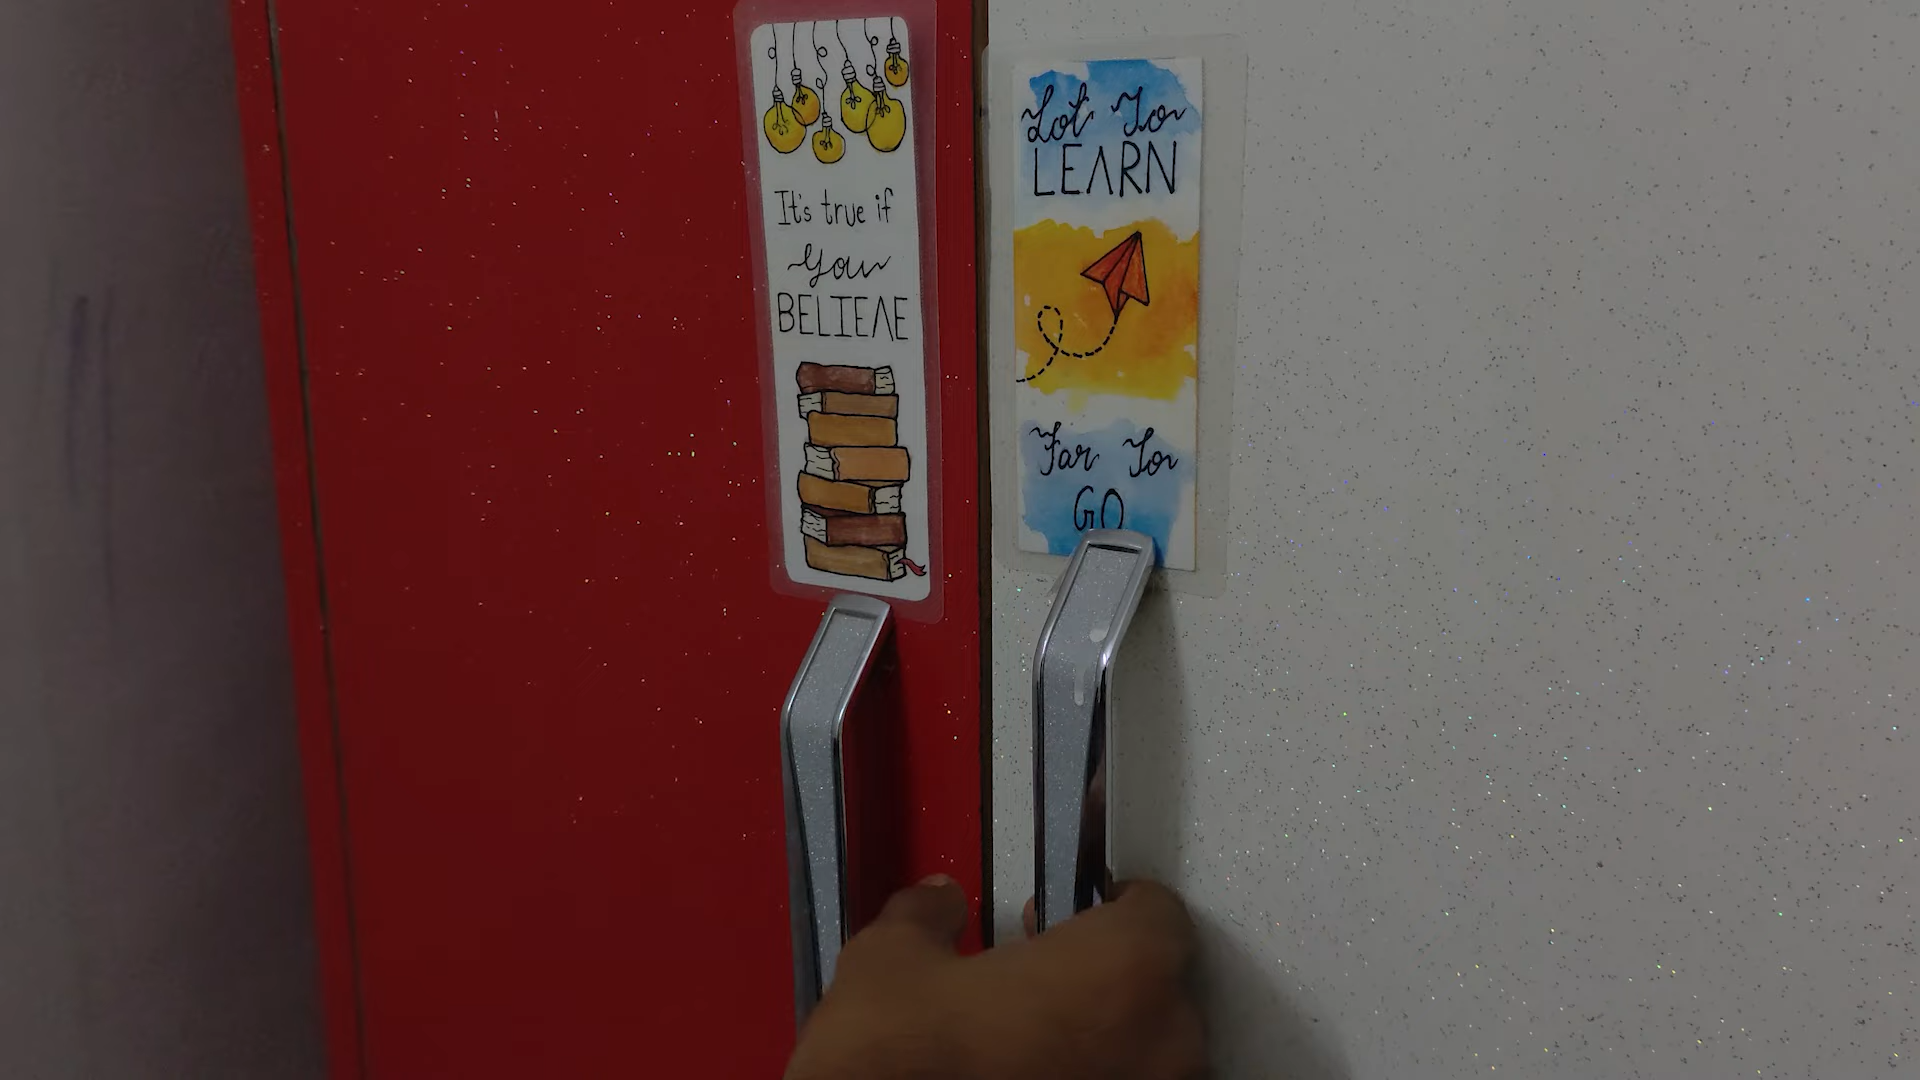 It's true if
You
BELIEVE
Lot To
LEARN
Far To
GO